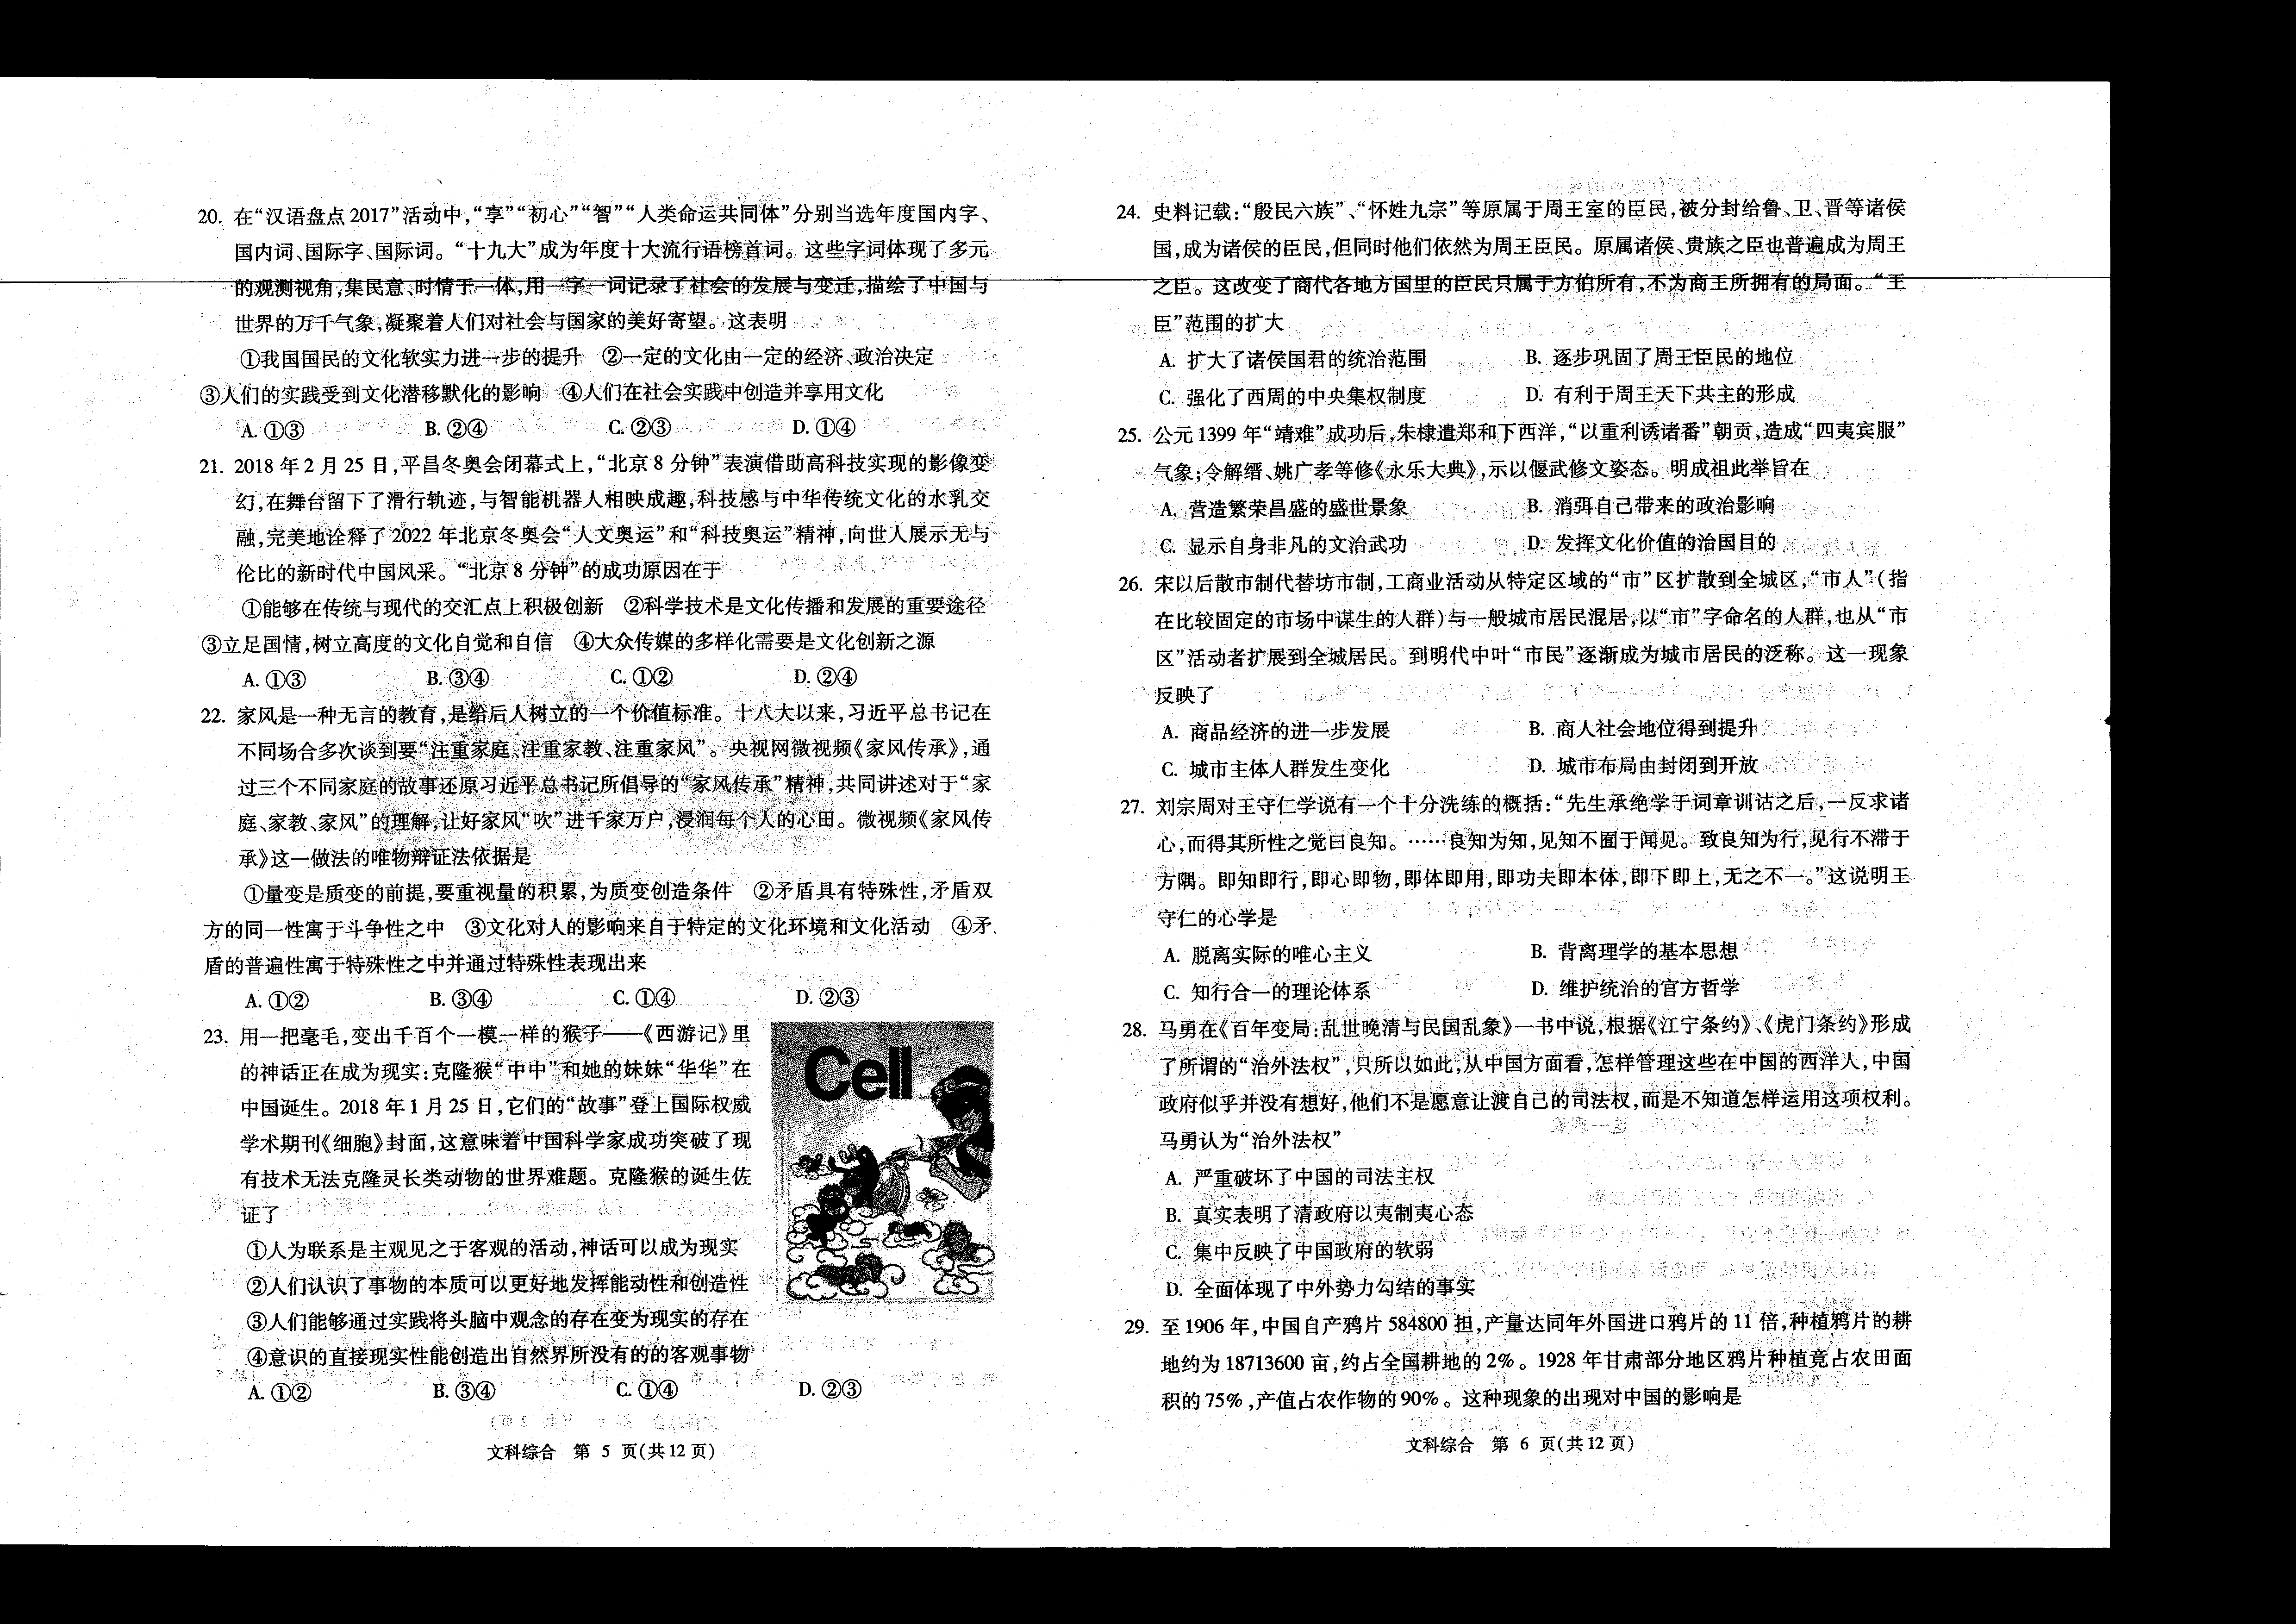 20. 在“汉语盘点2017”活动中,“享”“初心”“智”“人类命运共同体”分别当选年度国内字、
国内词、国际字、国际词。“十九大”成为年度十大流行语榜首词。这些字词体现了多元
的观测视角,集民意、时情于一体,用一字一词记录了社会的发展与变迁,描绘了中国与
世界的万千气象,凝聚着人们对社会与国家的美好寄望。这表明
①我国国民的文化软实力进一步的提升 ②一定的文化由一定的经济、政治决定
③人们的实践受到文化潜移默化的影响 ④人们在社会实践中创造并享用文化
A. ①③ B. ②④ C. ②③ D. ①④
21. 2018年2月25日,平昌冬奥会闭幕式上,“北京8分钟”表演借助高科技实现的影像变
幻,在舞台留下了滑行轨迹,与智能机器人相映成趣,科技感与中华传统文化的水乳交
融,完美地诠释了2022年北京冬奥会“人文奥运”和“科技奥运”精神,向世人展示无与
伦比的新时代中国风采。“北京8分钟”的成功原因在于
①能够在传统与现代的交汇点上积极创新 ②科学技术是文化传播和发展的重要途径
③立足国情,树立高度的文化自觉和自信 ④大众传媒的多样化需要是文化创新之源
A. ①③ B. ③④ C. ①② D. ②④
22. 家风是一种无言的教育,是给后人树立的一个价值标准。十八大以来,习近平总书记在
不同场合多次谈到要“注重家庭、注重家教、注重家风”。央视网微视频《家风传承》,通
过三个不同家庭的故事还原习近平总书记所倡导的“家风传承”精神,共同讲述对于“家
庭、家教、家风”的理解,让好家风“吹”进千家万户,浸润每个人的心田。微视频《家风传
承》这一做法的唯物辩证法依据是
①量变是质变的前提,要重视量的积累,为质变创造条件 ②矛盾具有特殊性,矛盾双
方的同一性寓于斗争性之中 ③文化对人的影响来自于特定的文化环境和文化活动 ④矛
盾的普遍性寓于特殊性之中并通过特殊性表现出来
A. ①② B. ③④ C. ①④ D. ②③
23. 用一把毫毛,变出千百个一模一样的猴子——《西游记》里
的神话正在成为现实:克隆猴“中中”和她的妹妹“华华”在
中国诞生。2018年1月25日,它们的“故事”登上国际权威
学术期刊《细胞》封面,这意味着中国科学家成功突破了现
有技术无法克隆灵长类动物的世界难题。克隆猴的诞生佐
证了
Cell
①人为联系是主观见之于客观的活动,神话可以成为现实
②人们认识了事物的本质可以更好地发挥能动性和创造性
③人们能够通过实践将头脑中观念的存在变为现实的存在
④意识的直接现实性能创造出自然界所没有的的客观事物
A. ①② B. ③④ C. ①④ D. ②③
文科综合 第 5 页(共12页)
24. 史料记载:“殷民六族”、“怀姓九宗”等原属于周王室的臣民,被分封给鲁、卫、晋等诸侯
国,成为诸侯的臣民,但同时他们依然为周王臣民。原属诸侯、贵族之臣也普遍成为周王
之臣。这改变了商代各地方国里的臣民只属于方伯所有,不为商王所拥有的局面。“王
臣”范围的扩大
A. 扩大了诸侯国君的统治范围 B. 逐步巩固了周王臣民的地位
C. 强化了西周的中央集权制度 D. 有利于周王天下共主的形成
25. 公元1399年“靖难”成功后,朱棣遣郑和下西洋,“以重利诱诸番”朝贡,造成“四夷宾服”
气象;令解缙、姚广孝等修《永乐大典》,示以偃武修文姿态。明成祖此举旨在
A. 营造繁荣昌盛的盛世景象 B. 消弭自己带来的政治影响
C. 显示自身非凡的文治武功 D. 发挥文化价值的治国目的
26. 宋以后散市制代替坊市制,工商业活动从特定区域的“市”区扩散到全城区,“市人”(指
在比较固定的市场中谋生的人群)与一般城市居民混居,以“市”字命名的人群,也从“市
区”活动者扩展到全城居民。到明代中叶“市民”逐渐成为城市居民的泛称。这一现象
反映了
A. 商品经济的进一步发展 B. 商人社会地位得到提升
C. 城市主体人群发生变化 D. 城市布局由封闭到开放
27. 刘宗周对王守仁学说有一个十分洗练的概括:“先生承绝学于词章训诂之后,一反求诸
心,而得其所性之觉曰良知。……良知为知,见知不囿于闻见。致良知为行,见行不滞于
方隅。即知即行,即心即物,即体即用,即功夫即本体,即下即上,无之不一。”这说明王
守仁的心学是
A. 脱离实际的唯心主义 B. 背离理学的基本思想
C. 知行合一的理论体系 D. 维护统治的官方哲学
28. 马勇在《百年变局:乱世晚清与民国乱象》一书中说,根据《江宁条约》、《虎门条约》形成
了所谓的“治外法权”,只所以如此,从中国方面看,怎样管理这些在中国的西洋人,中国
政府似乎并没有想好,他们不是愿意让渡自己的司法权,而是不知道怎样运用这项权利。
马勇认为“治外法权”
A. 严重破坏了中国的司法主权
B. 真实表明了清政府以夷制夷心态
C. 集中反映了中国政府的软弱
D. 全面体现了中外势力勾结的事实
29. 至1906年,中国自产鸦片584800担,产量达同年外国进口鸦片的11倍,种植鸦片的耕
地约为18713600亩,约占全国耕地的2%。1928年甘肃部分地区鸦片种植竟占农田面
积的75%,产值占农作物的90%。这种现象的出现对中国的影响是
文科综合 第 6 页(共12页)